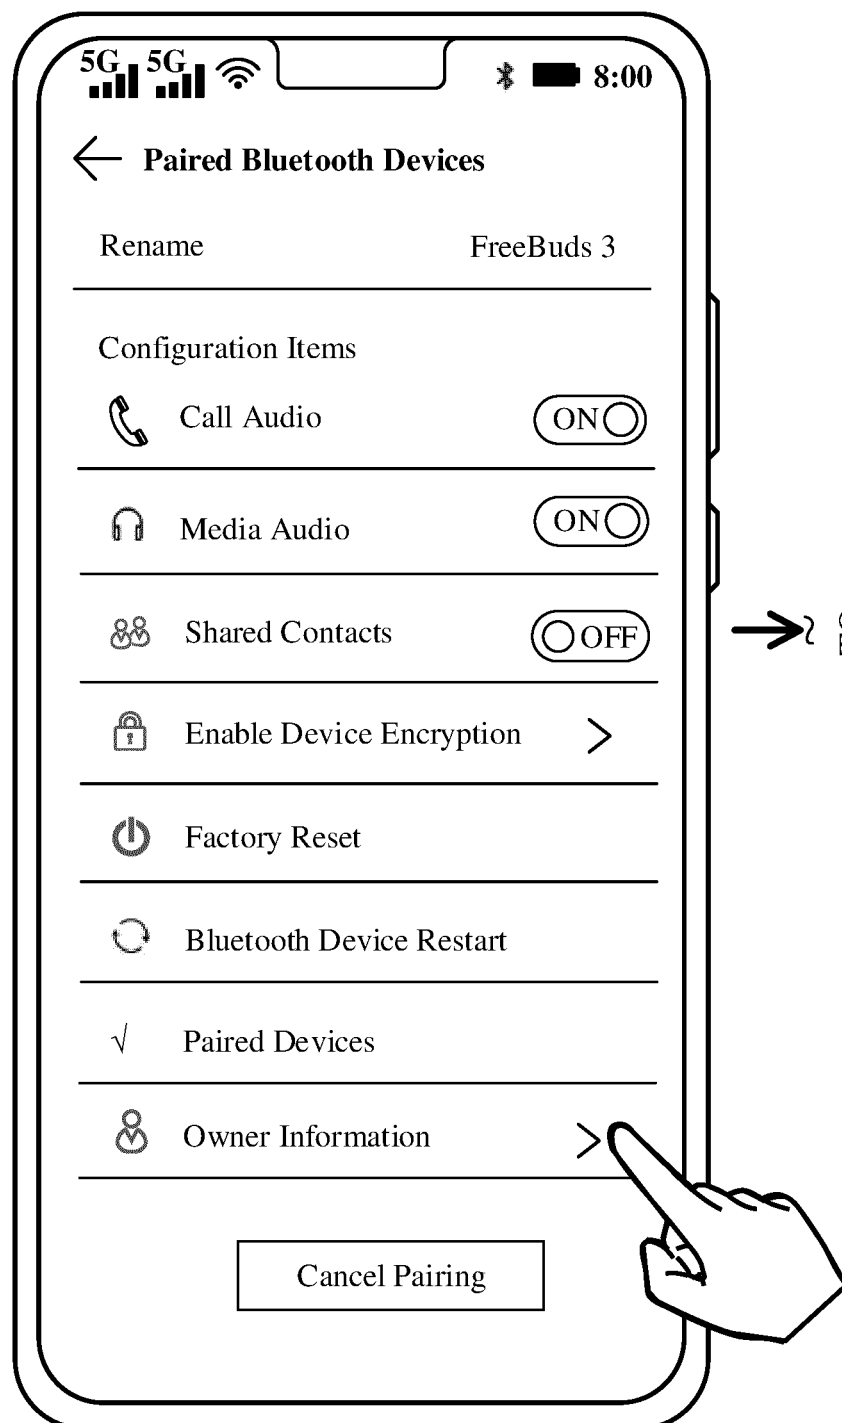 5G 5G 8:00
Paired Bluetooth Devices
Rename FreeBuds 3
Configuration Items
Call Audio ON
Media Audio ON
Shared Contacts OFF
Enable Device Encryption
Factory Reset
Bluetooth Device Restart
√ Paired Devices
Owner Information
Cancel Pairing